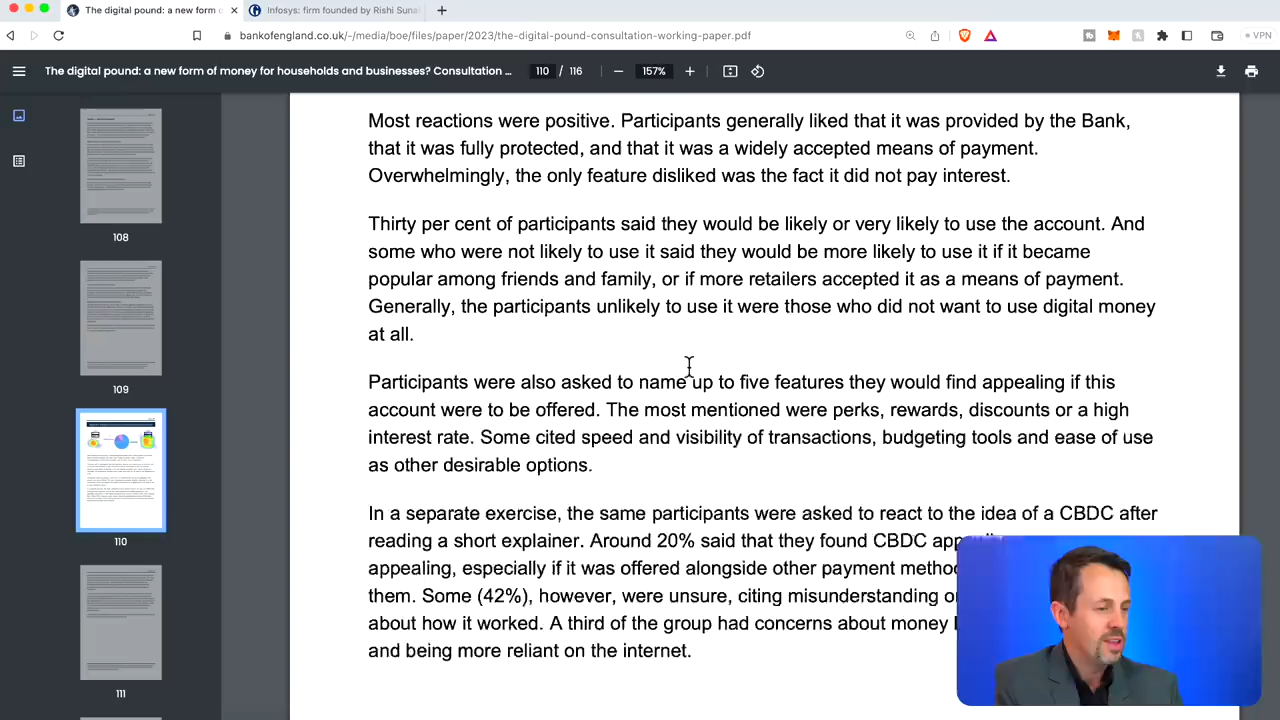 The digital pound: a new form of
Infosys: firm founded by Rishi Suna
bankofengland.co.uk/-/media/boe/files/paper/2023/the-digital-pound-consultation-working-paper.pdf
VPN
The digital pound: a new form of money for households and businesses? Consultation ... 110 / 116 157%
108
109
110
111
Most reactions were positive. Participants generally liked that it was provided by the Bank,
that it was fully protected, and that it was a widely accepted means of payment.
Overwhelmingly, the only feature disliked was the fact it did not pay interest.
Thirty per cent of participants said they would be likely or very likely to use the account. And
some who were not likely to use it said they would be more likely to use it if it became
popular among friends and family, or if more retailers accepted it as a means of payment.
Generally, the participants unlikely to use it were those who did not want to use digital money
at all.
Participants were also asked to name up to five features they would find appealing if this
account were to be offered. The most mentioned were perks, rewards, discounts or a high
interest rate. Some cited speed and visibility of transactions, budgeting tools and ease of use
as other desirable options.
In a separate exercise, the same participants were asked to react to the idea of a CBDC after
reading a short explainer. Around 20% said that they found CBDC
appealing, especially if it was offered alongside other payment
them. Some (42%), however, were unsure, citing misunderstanding
about how it worked. A third of the group had concerns about money
and being more reliant on the internet.